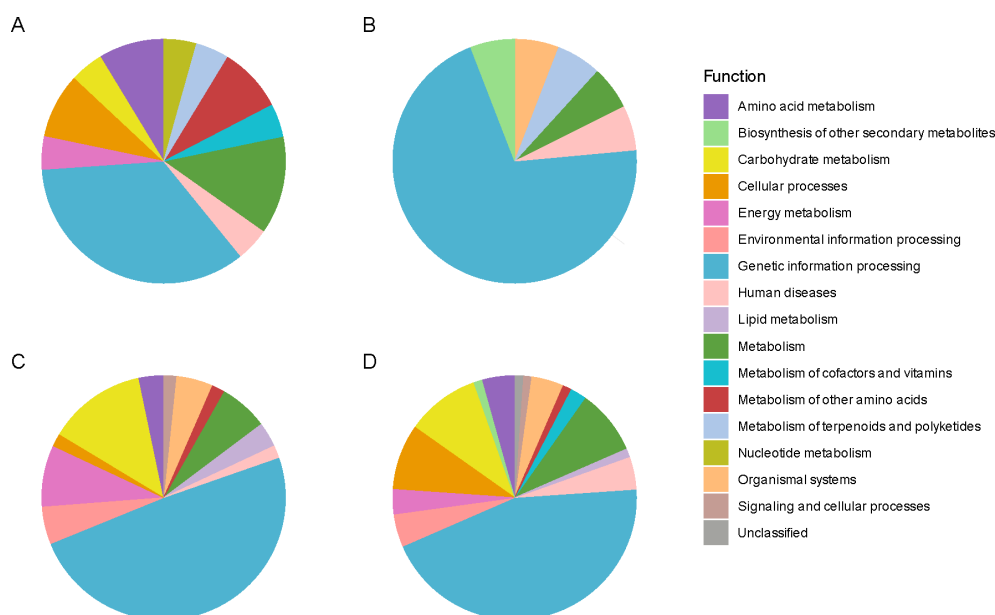 A
B
Function
Amino acid metabolism
Biosynthesis of other secondary metabolites
Carbohydrate metabolism
Cellular processes
Energy metabolism
Environmental information processing
Genetic information processing
Human diseases
Lipid metabolism
Metabolism
Metabolism of cofactors and vitamins
Metabolism of other amino acids
Metabolism of terpenoids and polyketides
Nucleotide metabolism
Organismal systems
Signaling and cellular processes
Unclassified
C
D